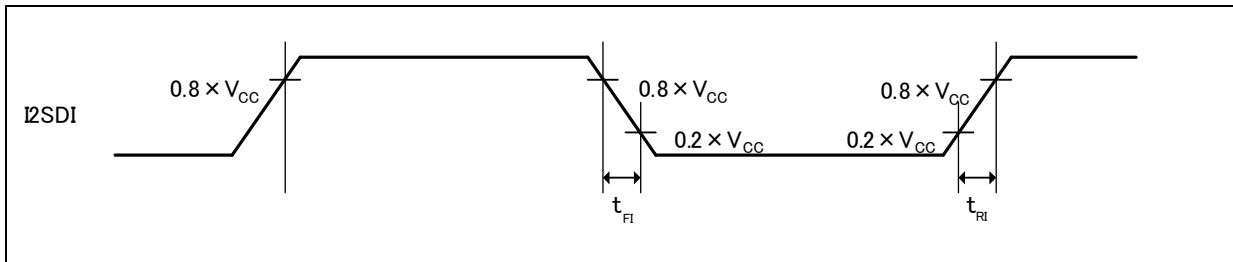 0.8 × VCC
0.8 × VCC
0.8 × VCC
I2SDI
0.2 × VCC
0.2 × VCC
tFI
tRI